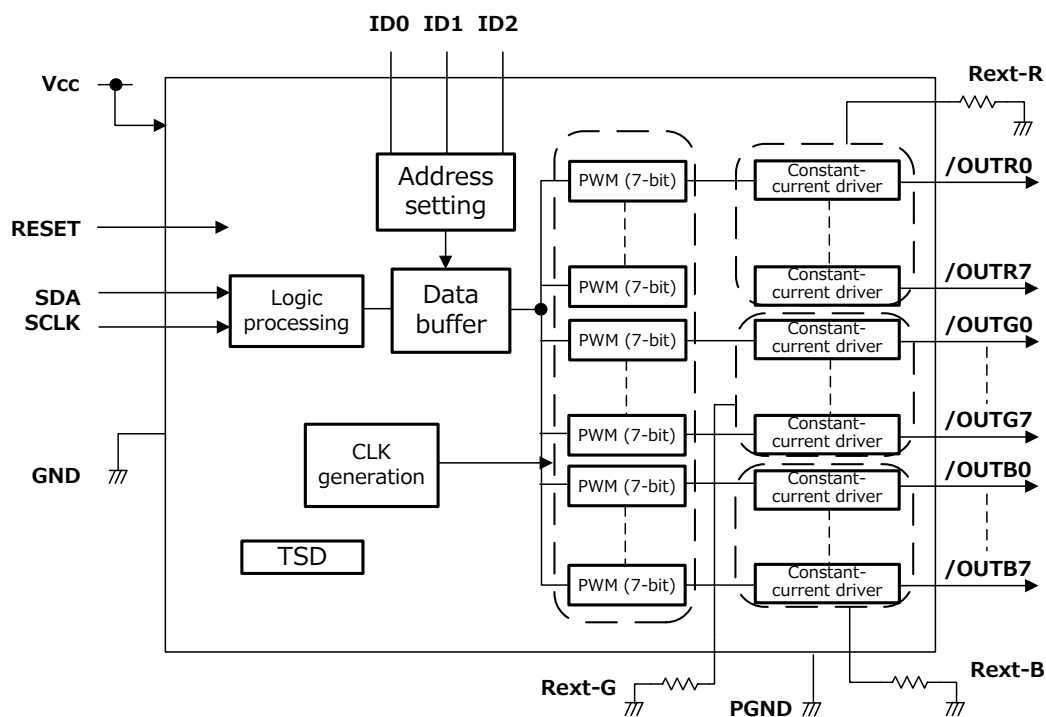 ID0 ID1 ID2
Vcc
Rext-R
Address
setting
PWM (7-bit)
Constant-
current driver
/OUTR0
RESET
SDA
SCLK
Logic
processing
Data
buffer
PWM (7-bit)
Constant-
current driver
/OUTR7
PWM (7-bit)
Constant-
current driver
/OUTG0
PWM (7-bit)
Constant-
current driver
/OUTG7
GND
CLK
generation
PWM (7-bit)
Constant-
current driver
/OUTB0
TSD
PWM (7-bit)
Constant-
current driver
/OUTB7
Rext-G
PGND
Rext-B